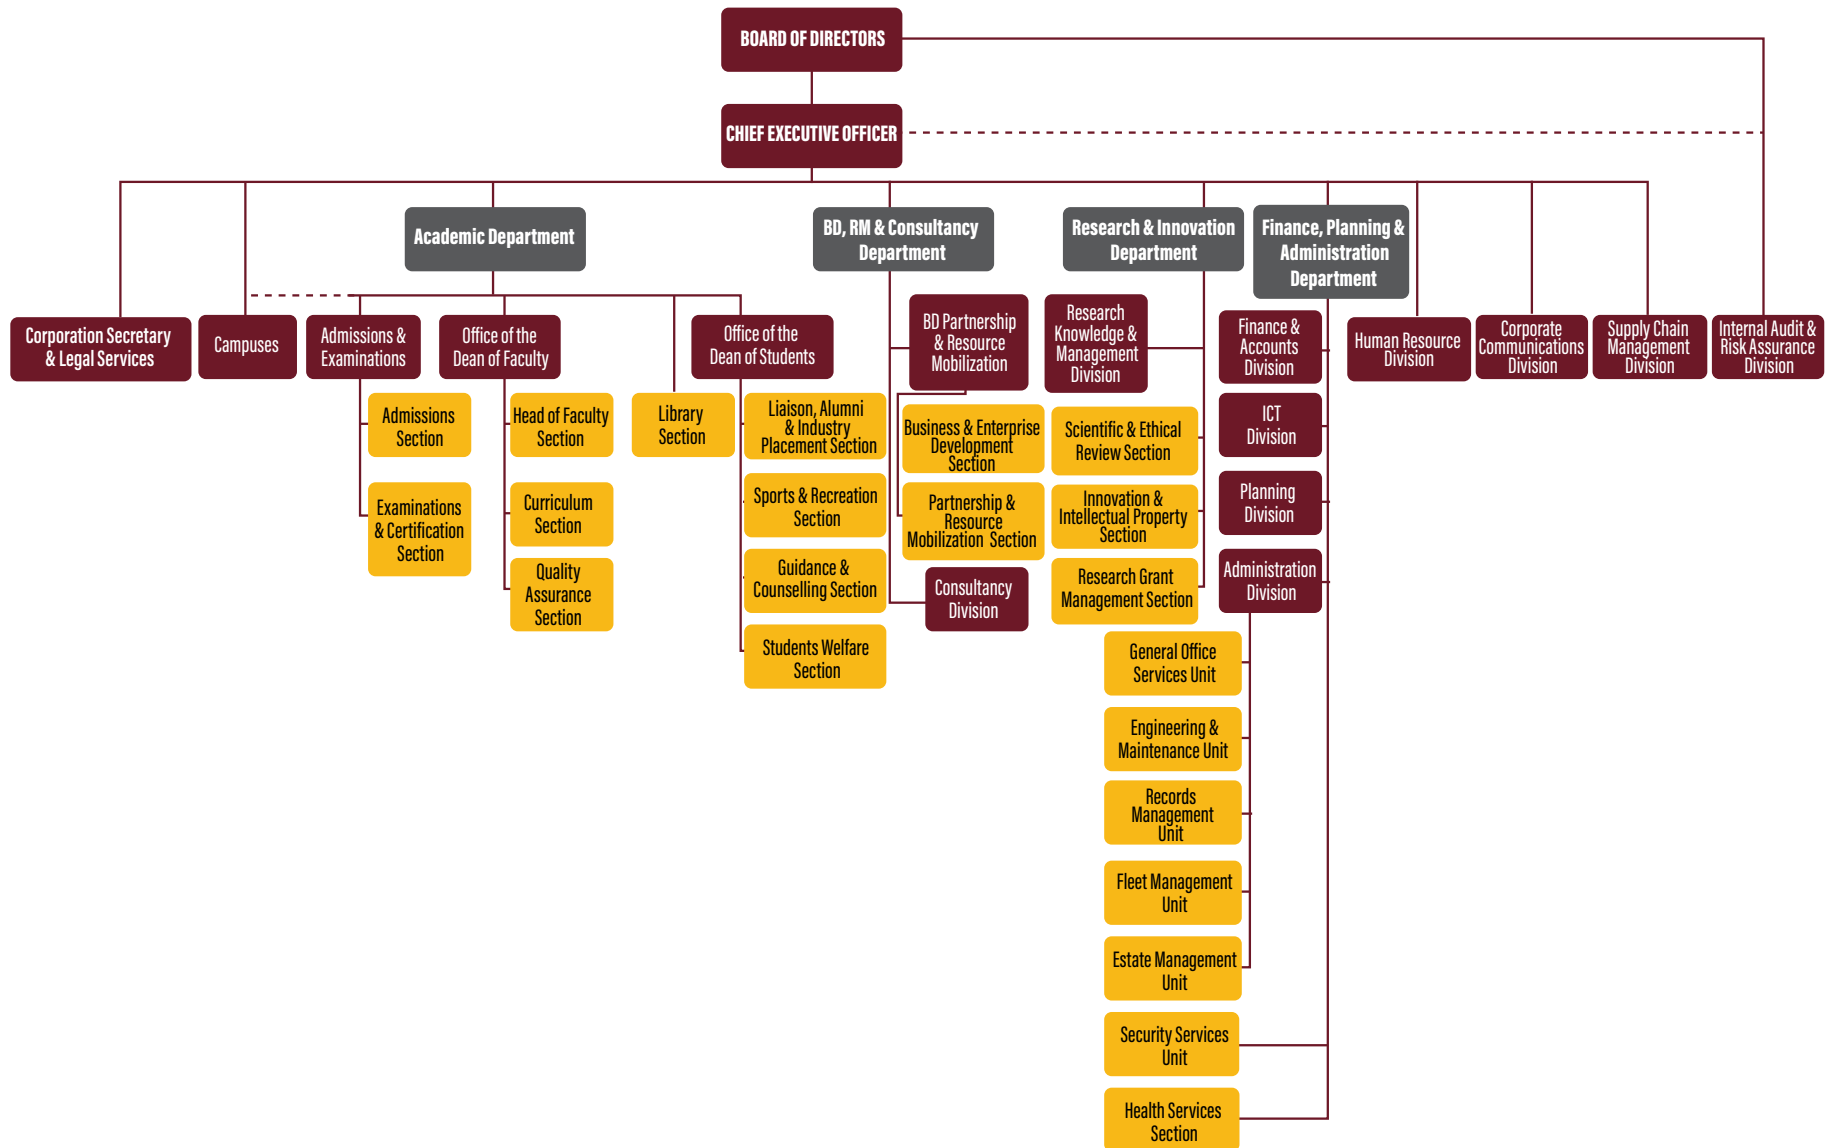 BOARD OF DIRECTORS
CHIEF EXECUTIVE OFFICER
Academic Department
BD, RM & Consultancy
Department
Research & Innovation
Department
Finance, Planning &
Administration
Department
Corporation Secretary
& Legal Services
Campuses
Admissions &
Examinations
Office of the
Dean of Faculty
Office of the
Dean of Students
BD Partnership
& Resource
Mobilization
Research
Knowledge &
Management
Division
Finance &
Accounts
Division
Human Resource
Division
Corporate
Communications
Division
Supply Chain
Management
Division
Internal Audit &
Risk Assurance
Division
Admissions
Section
Head of Faculty
Section
Library
Section
Liaison, Alumni
& Industry
Placement Section
Business & Enterprise
Development
Section
Scientific & Ethical
Review Section
ICT
Division
Examinations
& Certification
Section
Curriculum
Section
Sports & Recreation
Section
Partnership &
Resource
Mobilization Section
Innovation &
Intellectual Property
Section
Planning
Division
Quality
Assurance
Section
Guidance &
Counselling Section
Consultancy
Division
Research Grant
Management Section
Administration
Division
Students Welfare
Section
General Office
Services Unit
Engineering &
Maintenance Unit
Records
Management
Unit
Fleet Management
Unit
Estate Management
Unit
Security Services
Unit
Health Services
Section